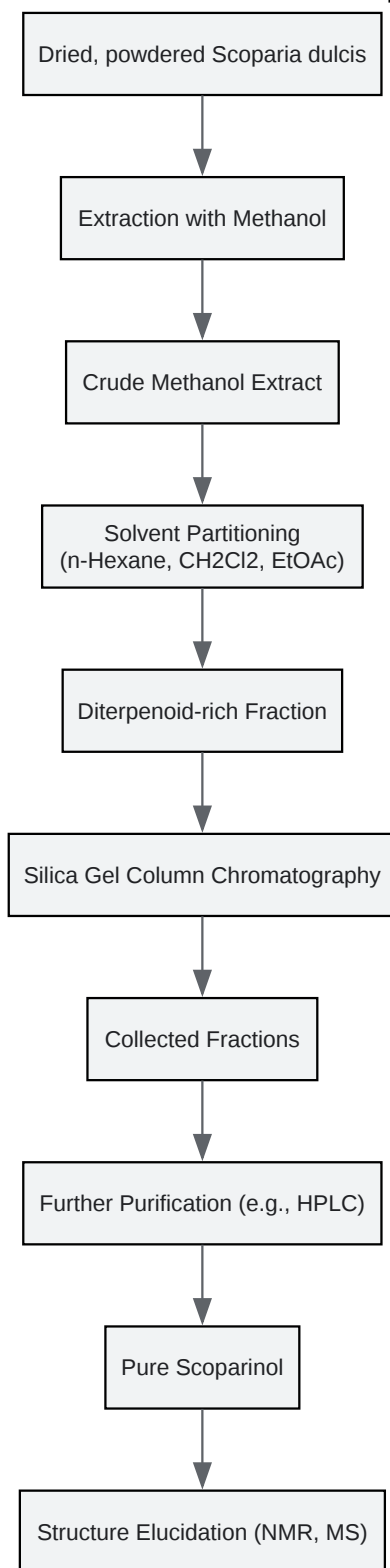 Dried, powdered Scoparia dulcis
Extraction with Methanol
Crude Methanol Extract
Solvent Partitioning
(n-Hexane, CH2Cl2, EtOAc)
Diterpenoid-rich Fraction
Silica Gel Column Chromatography
Collected Fractions
Further Purification (e.g., HPLC)
Pure Scoparinol
Structure Elucidation (NMR, MS)